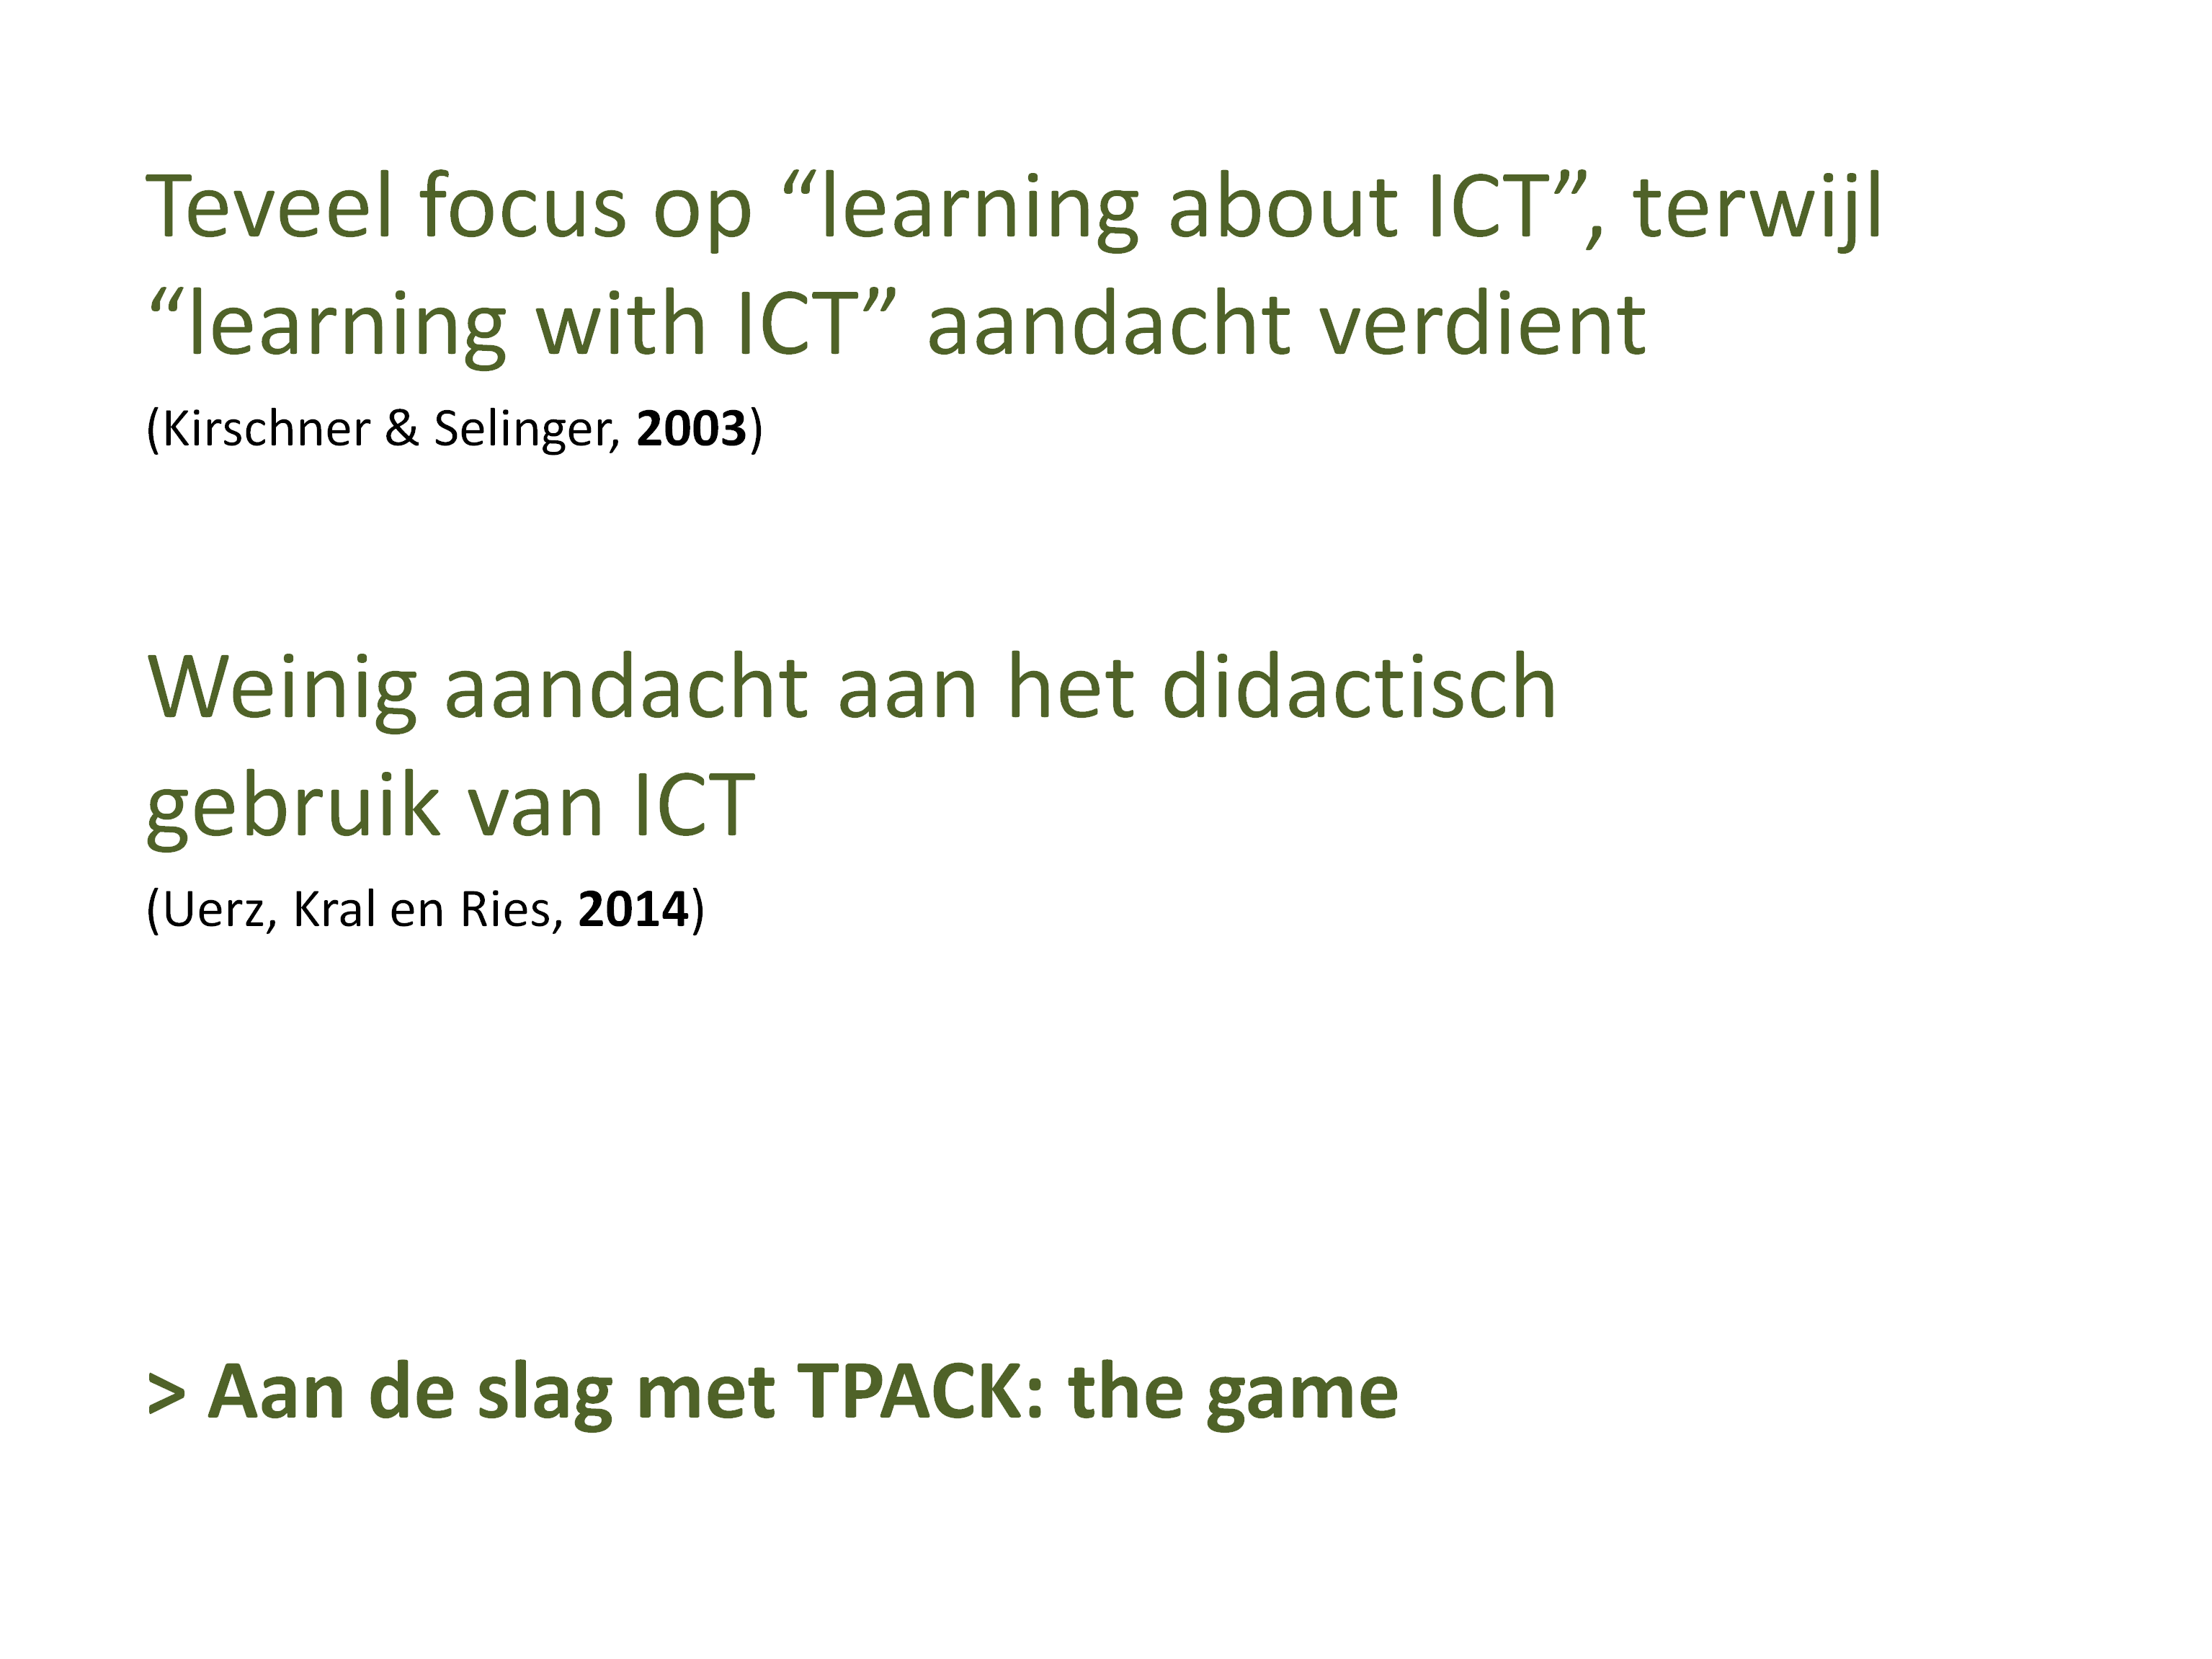 Teveel focus op “learning about ICT”, terwijl
“learning with ICT” aandacht verdient
(Kirschner & Selinger, 2003)
Weinig aandacht aan het didactisch
gebruik van ICT
(Uerz, Kral en Ries, 2014)
> Aan de slag met TPACK: the game